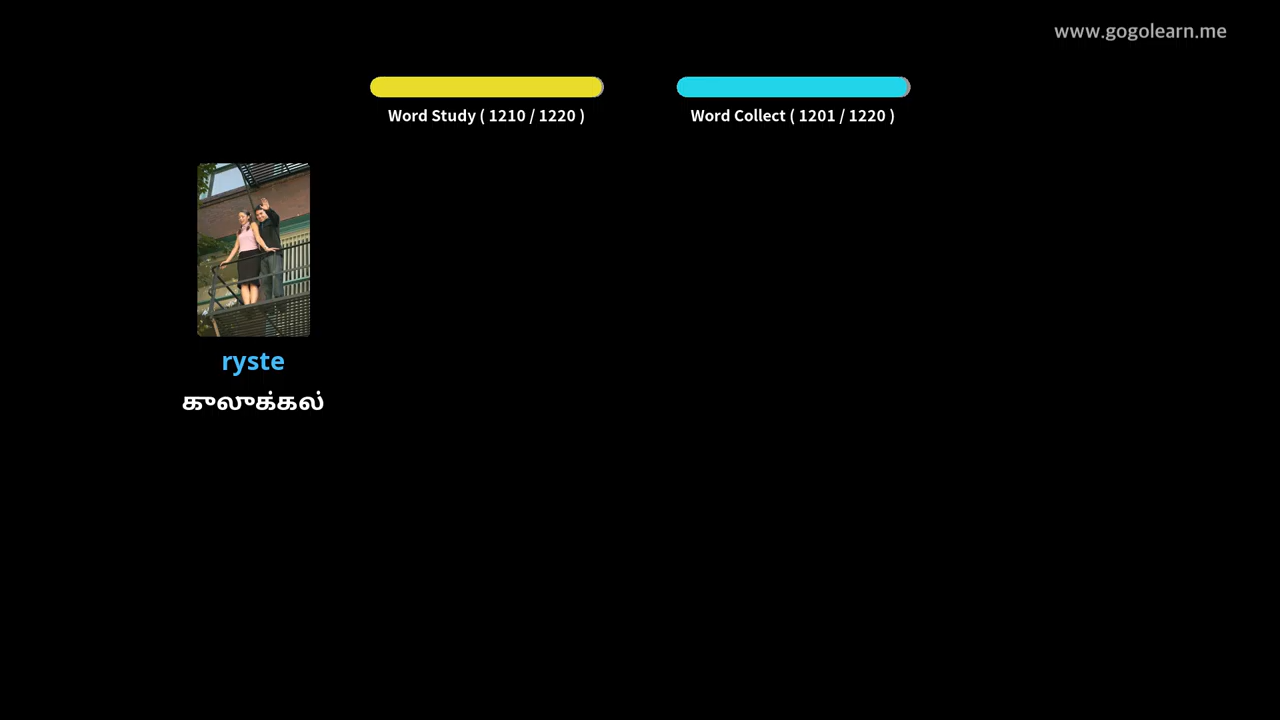 www.gogolearn.me
Word Study ( 1210 / 1220 )
Word Collect ( 1201 / 1220 )
ryste
குலுக்கல்